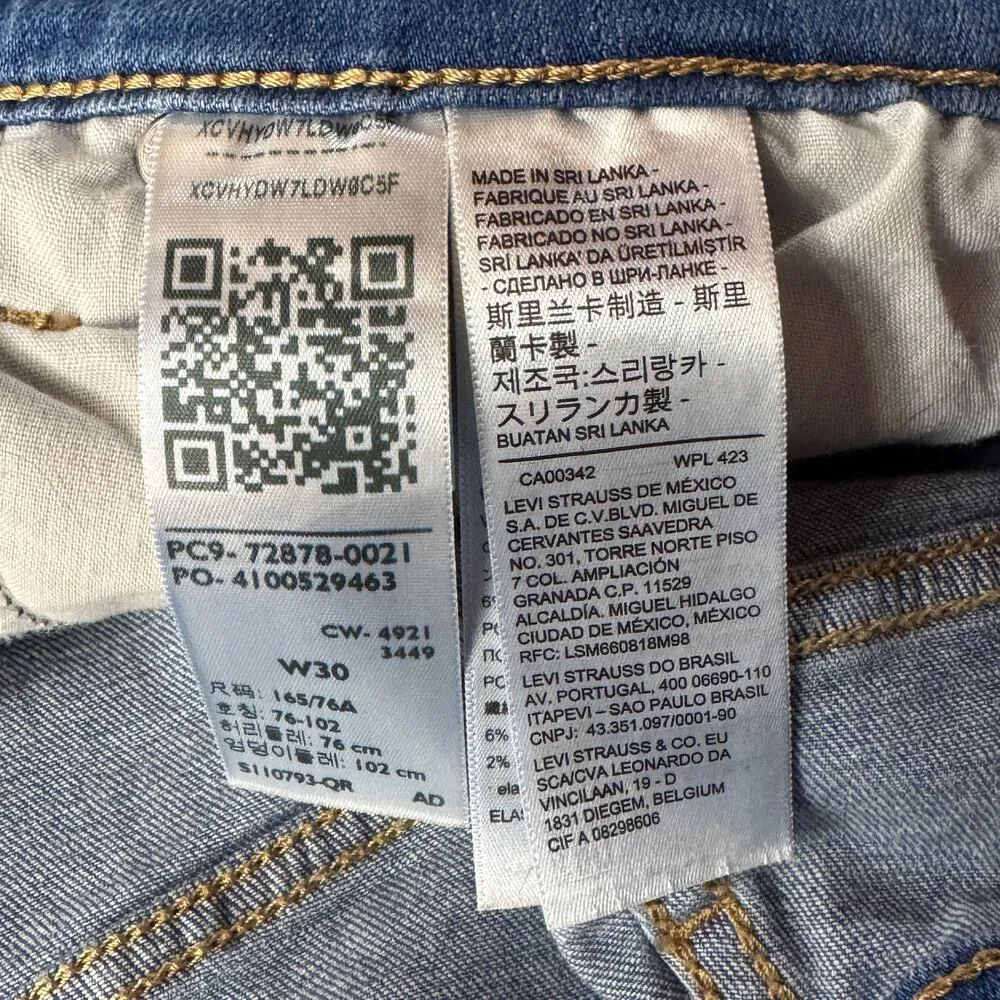 XCVHYDW7LDW0C5F
XCVHYDW7LDW0C5F
PC9- 72878-0021
PO- 4100529463
CW- 4921
3449
W30
尺码: 165/76A
호칭: 76-102
허리둘레: 76 cm
엉덩이둘레: 102 cm
S110793-QR
AD
MADE IN SRI LANKA -
FABRIQUE AU SRI LANKA -
FABRICADO EN SRI LANKA -
FABRICADO NO SRI LANKA -
SRİ LANKA' DA ÜRETİLMİSTİR
- СДЕЛАНО В ШРИ-ЛАНКЕ -
斯里兰卡制造 - 斯里
蘭卡製 -
제조국:스리랑카 -
スリランカ製 -
BUATAN SRI LANKA
CA00342 WPL 423
LEVI STRAUSS DE MÉXICO
S.A. DE C.V.BLVD. MIGUEL DE
CERVANTES SAAVEDRA
NO. 301, TORRE NORTE PISO
7 COL. AMPLIACIÓN
GRANADA C.P. 11529
ALCALDÍA. MIGUEL HIDALGO
CIUDAD DE MÉXICO, MÉXICO
RFC: LSM660818M98
LEVI STRAUSS DO BRASIL
AV. PORTUGAL, 400 06690-110
ITAPEVI – SAO PAULO BRASIL
CNPJ: 43.351.097/0001-90
LEVI STRAUSS & CO. EU
SCA/CVA LEONARDO DA
VINCILAAN, 19 - D
1831 DIEGEM, BELGIUM
CIF A 08298606
6%
2%
ela
ELAS